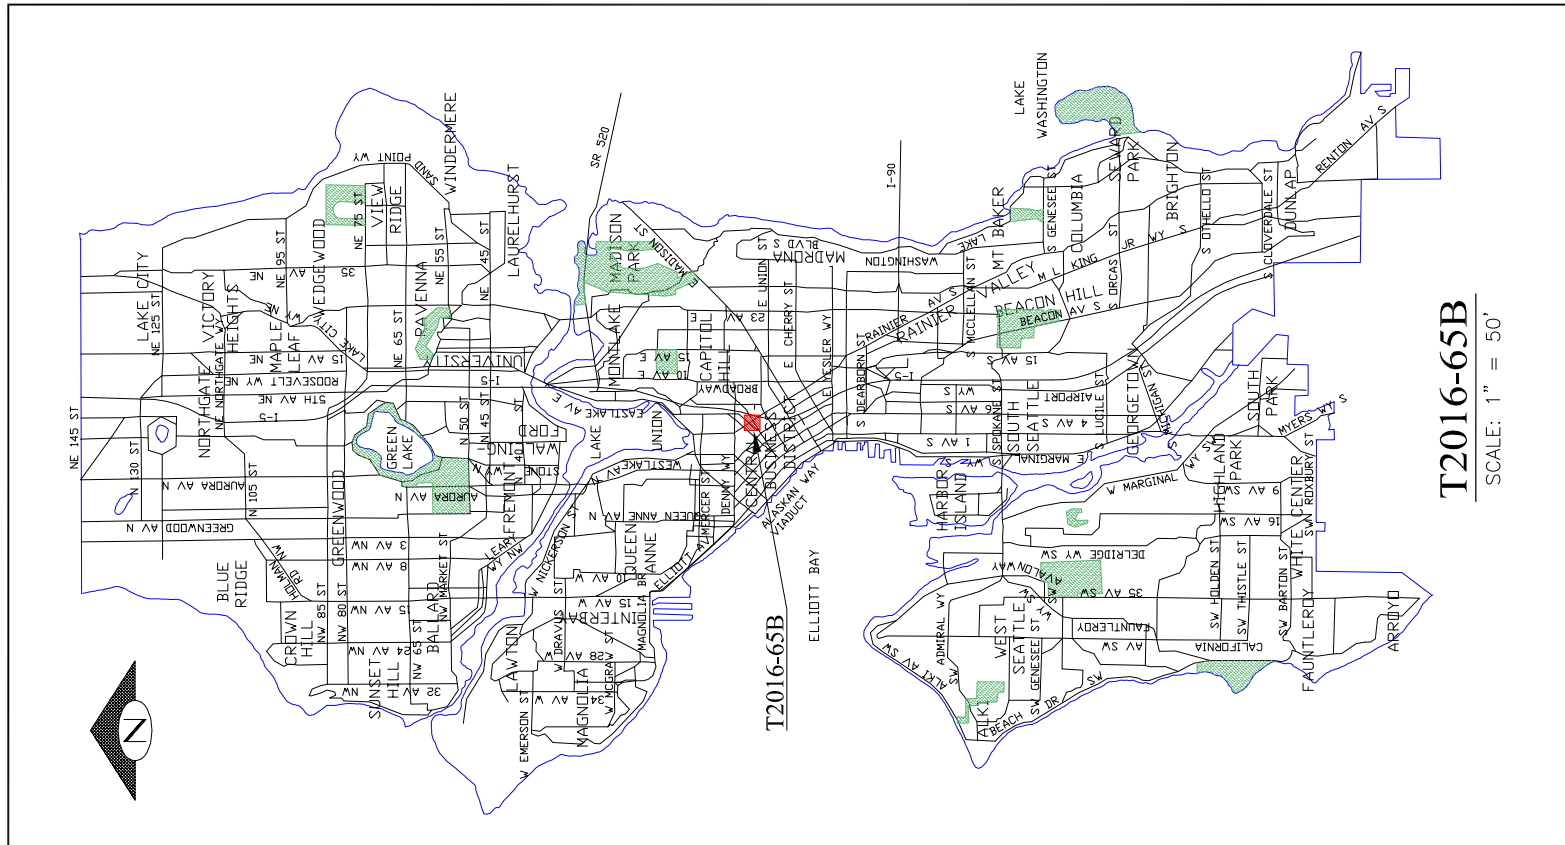 T2016-65B
SCALE: 1" = 50'
T2016-65B
N
NE 145 ST
LAKE CITY
NE 125 ST
VICTORY
HEIGHTS
NE NORTHGATE WY
MAPLE
LEAF
NE 95 ST
WEDGEWOOD
35 AV NE
LAKE CITY WY NE
15 AV NE
ROOSEVELT WY NE
5TH AV NE
I-5
I-5
NORTHGATE
N 130 ST
N 105 ST
AURORA AV N
GREENWOOD AV N
GREENWOOD
3 AV NW
8 AV NW
HOLMAN
RD
NW
BLUE
RIDGE
CROWN
HILL
NW 85 ST
NW 80 ST
15 AV NW
24 AV NW
32 AV NW
SUNSET
HILL
NW 65 ST
BALLARD
NW MARKET ST
LEARY
WY NW
FREMONT
AURORA AV N
GREEN
LAKE
STONE WY N
N 40 ST
WALLING-
FORD
N 50 ST
N 45 ST
NE 75 ST
VIEW
RIDGE
SAND
POINT WY
WINDERMERE
LAURELHURST
NE 55 ST
NE 45 ST
NE 65 ST
RAVENNA
SR 520
LAKE
UNION
EASTLAKE AV E
WESTLAKE AV
MONTLAKE
MADISON
PARK
E MADISON ST
CAPITOL
HILL
15 AV E
10 AV E
BROADWAY
23 AV E
E UNION ST
E CHERRY ST
E YESLER WY
MADRONA
LAKE WASHINGTON BLVD S
I-90
DENNY WY
MERCER ST
QUEEN ANNE AV N
QUEEN
ANNE
10 AV W
15 AV W
W NICKERSON ST
INTERBAY
ELLIOTT AV
MAGNOLIA BR
W DRAVUS ST
28 AV W
W MCGRAW ST
34 AV W
LAWTON
MAGNOLIA
W EMERSON ST
BUSINESS
DISTRICT
ALASKAN WAY
VIADUCT
ELLIOTT BAY
LAKE
WASHINGTON
MT BAKER
S GENESEE ST
COLUMBIA
SEWARD
PARK
BRIGHTON
S OTHELLO ST
S CLOVERDALE ST
DUNLAP
RENTON AV S
M L KING JR WY S
S ORCAS ST
RAINIER VALLEY
RAINIER AV S
S MCCLELLAN ST
BEACON HILL
BEACON AV S
15 AV S
S DEARBORN ST
I-5
AIRPORT WY S
6 AV S
4 AV S
1 AV S
S SPOKANE ST
SOUTH
SEATTLE
S LUCILE ST
GEORGETOWN
S MICHIGAN ST
E MARGINAL WY S
W MARGINAL WY S
SOUTH
PARK
MYERS WY S
HARBOR
ISLAND
HIGHLAND
PARK
9 AV SW
16 AV SW
SW ROXBURY ST
WHITE CENTER
DELRIDGE WY SW
SW AVALON WAY
35 AV SW
SW HOLDEN ST
SW THISTLE ST
SW BARTON ST
SW ADMIRAL WY
WEST
SEATTLE
SW GENESEE ST
FAUNTLEROY WY SW
CALIFORNIA AV SW
ALKI AV SW
BEACH DR SW
FAUNTLEROY
ARROYO